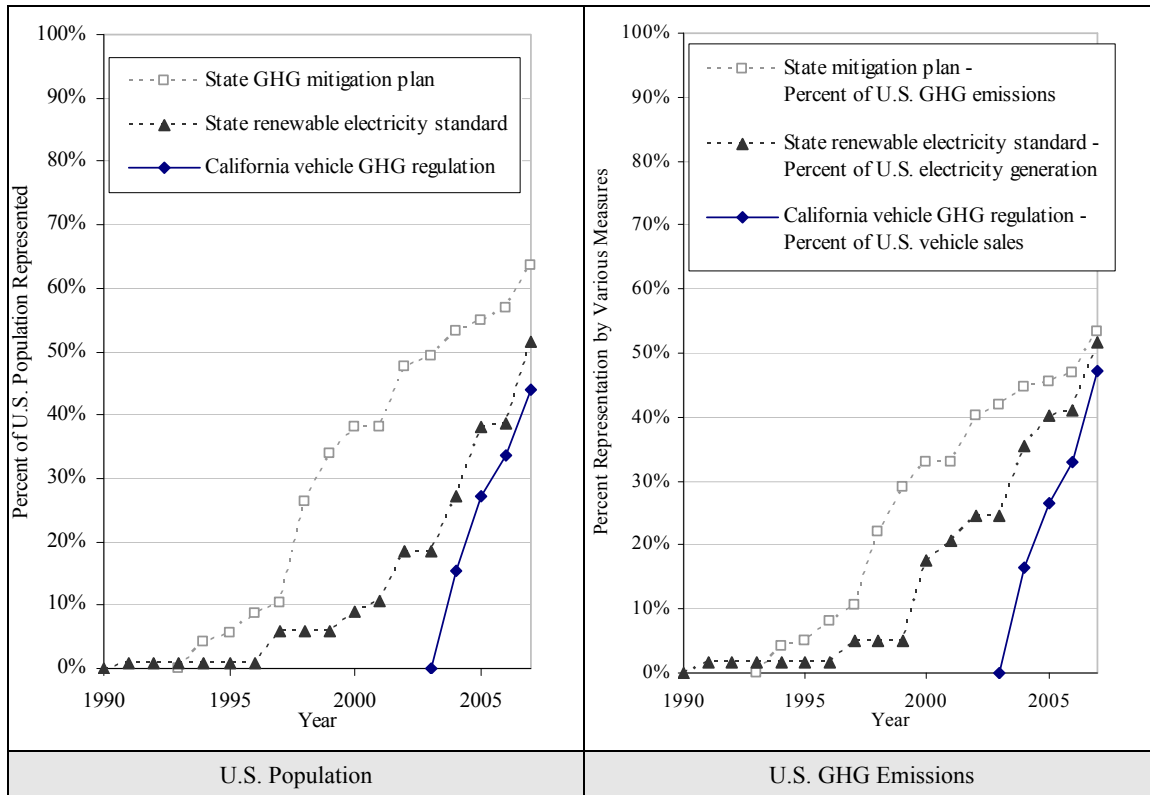 100%
90%
80%
70%
60%
50%
40%
30%
20%
10%
0%
Percent of U.S. Population Represented
State GHG mitigation plan
State renewable electricity standard
California vehicle GHG regulation
1990 1995 2000 2005
Year
U.S. Population
100%
90%
80%
70%
60%
50%
40%
30%
20%
10%
0%
Percent Representation by Various Measures
State mitigation plan -
Percent of U.S. GHG emissions
State renewable electricity standard -
Percent of U.S. electricity generation
California vehicle GHG regulation -
Percent of U.S. vehicle sales
1990 1995 2000 2005
Year
U.S. GHG Emissions